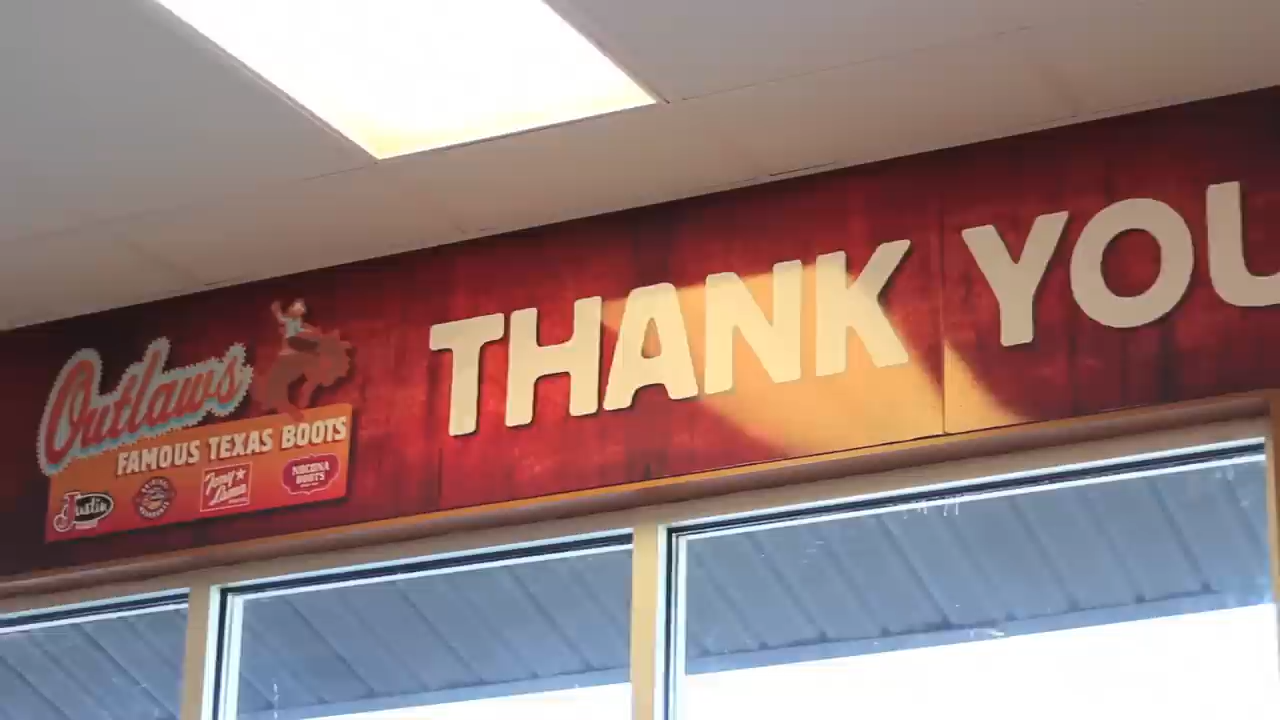 Outlaws
FAMOUS TEXAS BOOTS
Justin
Tony Lama
NOCONA
BOOTS
THANK YOU